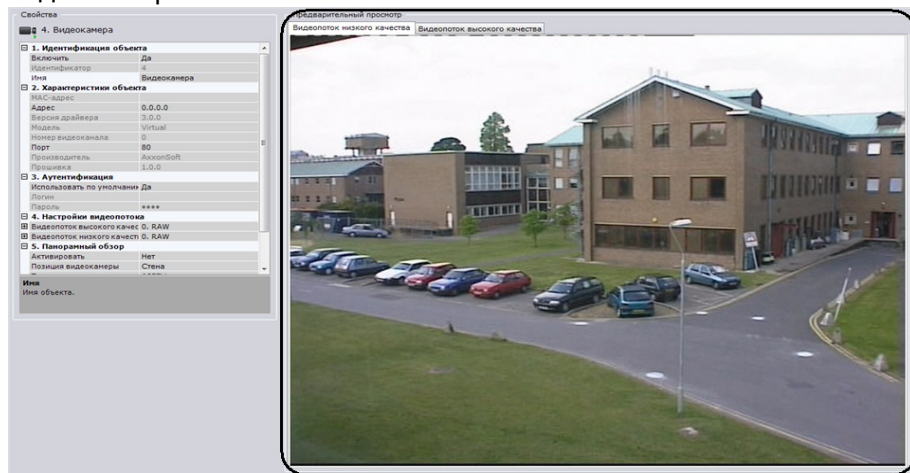 Свойства
4. Видеокамера
1. Идентификация объекта
Включить Да
Идентификатор 4
Имя Видеокамера
2. Характеристики объекта
MAC-адрес
Адрес 0.0.0.0
Версия драйвера 3.0.0
Модель Virtual
Номер видеоканала 0
Порт 80
Производитель AxxonSoft
Прошивка 1.0.0
3. Аутентификация
Использовать по умолчани Да
Логин
Пароль ****
4. Настройки видеопотока
Видеопоток высокого качес 0. RAW
Видеопоток низкого качест 0. RAW
5. Панорамный обзор
Активировать Нет
Позиция видеокамеры Стена
Имя
Имя объекта.
Предварительный просмотр
Видеопоток низкого качества Видеопоток высокого качества